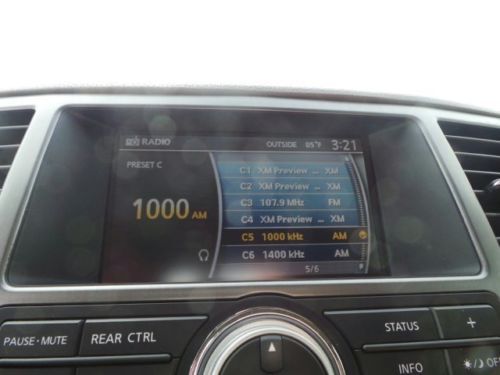 RADIO OUTSIDE 85°F 3:21
PRESET C
1000 AM
C1 XM Preview ... XM
C2 XM Preview ... XM
C3 107.9 MHz FM
C4 XM Preview ... XM
C5 1000 kHz AM
C6 1400 kHz AM
5/6
PAUSE·MUTE REAR CTRL STATUS +
INFO OFF